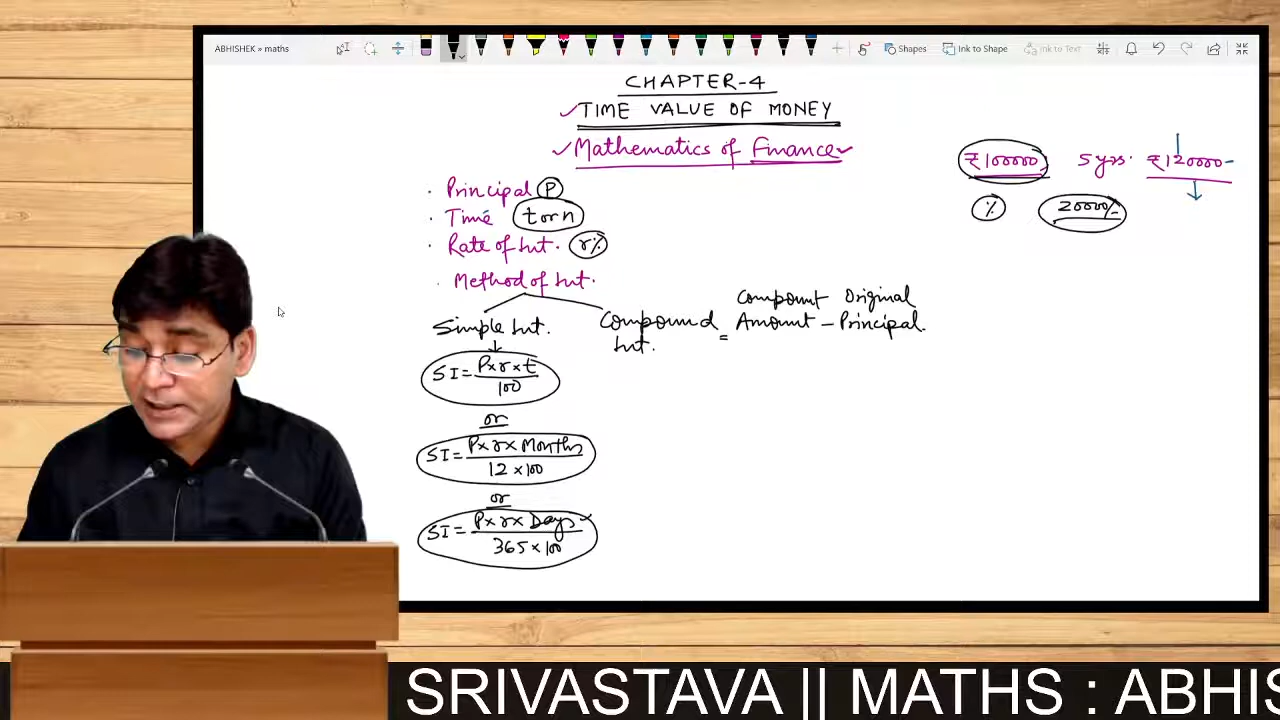 ABHISHEK » maths
Shapes
Ink to Shape
Ink to Text
CHAPTER-4
TIME VALUE OF MONEY
Mathematics of Finance
₹100000 5 yrs. ₹120000
% 20000/-
· Principal P
· Time t or n
· Rate of Int. r%
· Method of Int.
Simple Int.
Compound Int. = Compount Amount – Original Principal.
SI = P×r×t / 100
or
SI = P×r×Months / 12×100
or
SI = P×r×Days / 365×100
SRIVASTAVA || MATHS : ABHIS